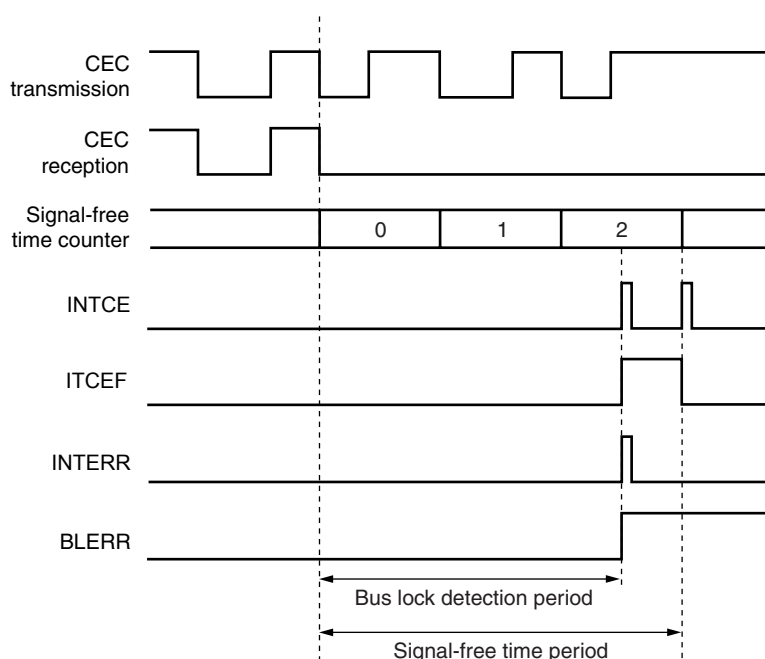 CEC
transmission
CEC
reception
Signal-free
time counter
0 1 2
INTCE
ITCEF
INTERR
BLERR
Bus lock detection period
Signal-free time period